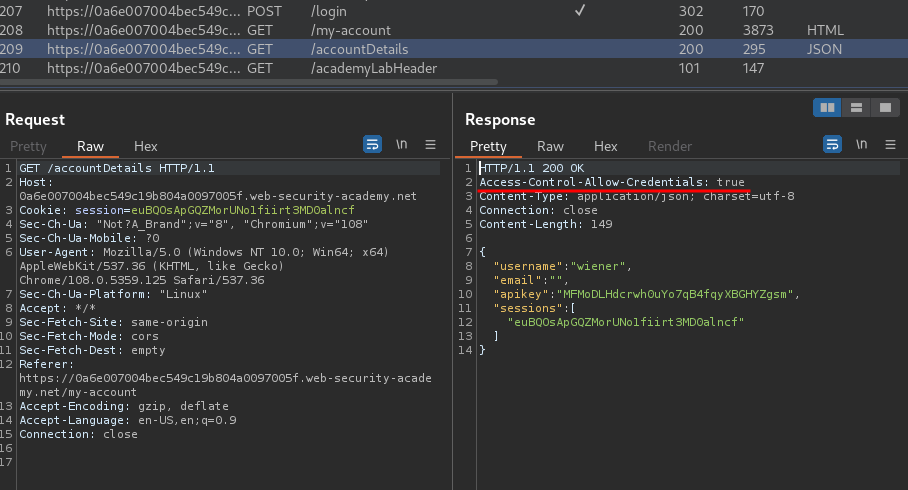 207 https://0a6e007004bec549c... POST /login ✓ 302 170
208 https://0a6e007004bec549c... GET /my-account 200 3873 HTML
209 https://0a6e007004bec549c... GET /accountDetails 200 295 JSON
210 https://0a6e007004bec549c... GET /academyLabHeader 101 147
Request
Pretty Raw Hex \n
1 GET /accountDetails HTTP/1.1
2 Host:
0a6e007004bec549c19b804a0097005f.web-security-academy.net
3 Cookie: session=euBQOsApGQZMorUNo1fiirt3MDOalncf
4 Sec-Ch-Ua: "Not?A_Brand";v="8", "Chromium";v="108"
5 Sec-Ch-Ua-Mobile: ?0
6 User-Agent: Mozilla/5.0 (Windows NT 10.0; Win64; x64)
AppleWebKit/537.36 (KHTML, like Gecko)
Chrome/108.0.5359.125 Safari/537.36
7 Sec-Ch-Ua-Platform: "Linux"
8 Accept: */*
9 Sec-Fetch-Site: same-origin
10 Sec-Fetch-Mode: cors
11 Sec-Fetch-Dest: empty
12 Referer:
https://0a6e007004bec549c19b804a0097005f.web-security-acade
my.net/my-account
13 Accept-Encoding: gzip, deflate
14 Accept-Language: en-US,en;q=0.9
15 Connection: close
16
17
Response
Pretty Raw Hex Render \n
1 HTTP/1.1 200 OK
2 Access-Control-Allow-Credentials: true
3 Content-Type: application/json; charset=utf-8
4 Connection: close
5 Content-Length: 149
6
7 {
8 "username":"wiener",
9 "email":"",
10 "apikey":"MFMoDLHdcrwhOuYo7qB4fqyXBGHYZgsm",
11 "sessions":[
12 "euBQOsApGQZMorUNo1fiirt3MDOalncf"
13 ]
14 }